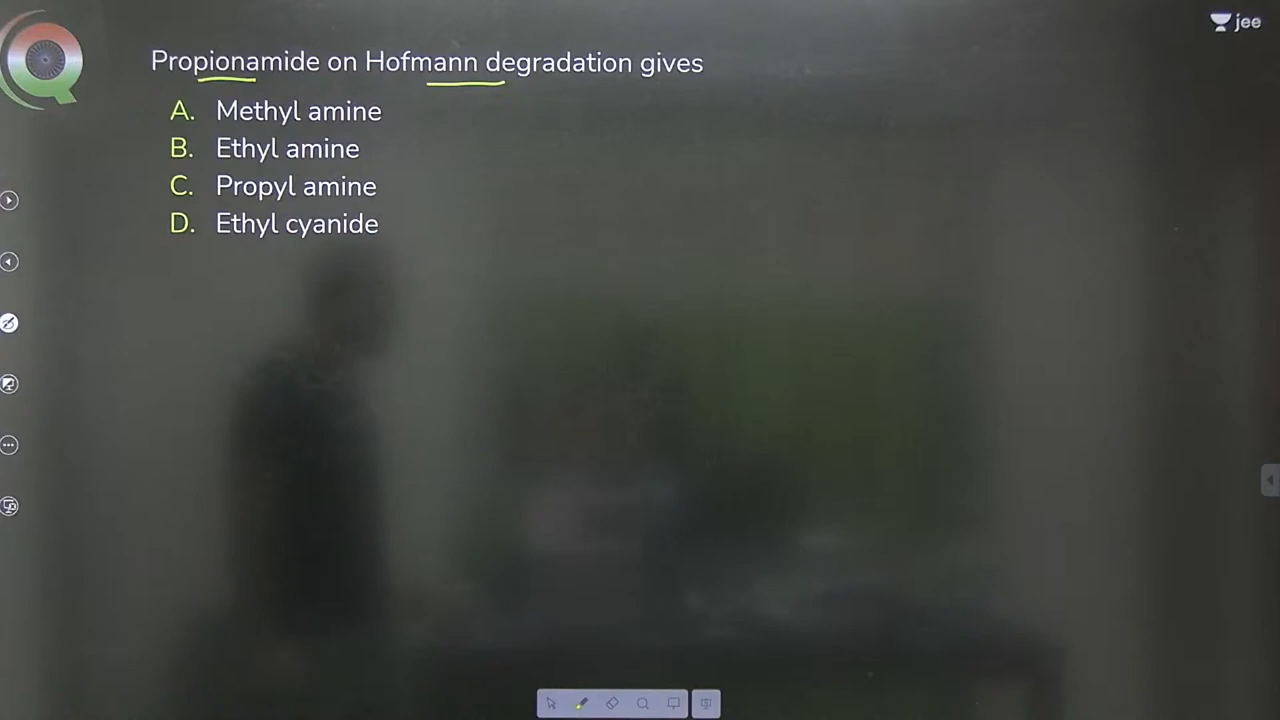 jee
Propionamide on Hofmann degradation gives
A. Methyl amine
B. Ethyl amine
C. Propyl amine
D. Ethyl cyanide